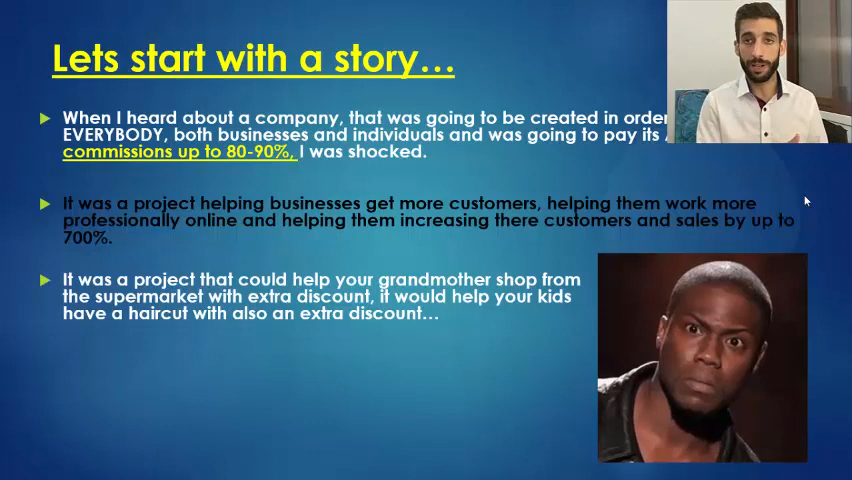 Lets start with a story...
When I heard about a company, that was going to be created in order
EVERYBODY, both businesses and individuals and was going to pay its
commissions up to 80-90%, I was shocked.
It was a project helping businesses get more customers, helping them work more
professionally online and helping them increasing there customers and sales by up to
700%.
It was a project that could help your grandmother shop from
the supermarket with extra discount, it would help your kids
have a haircut with also an extra discount...